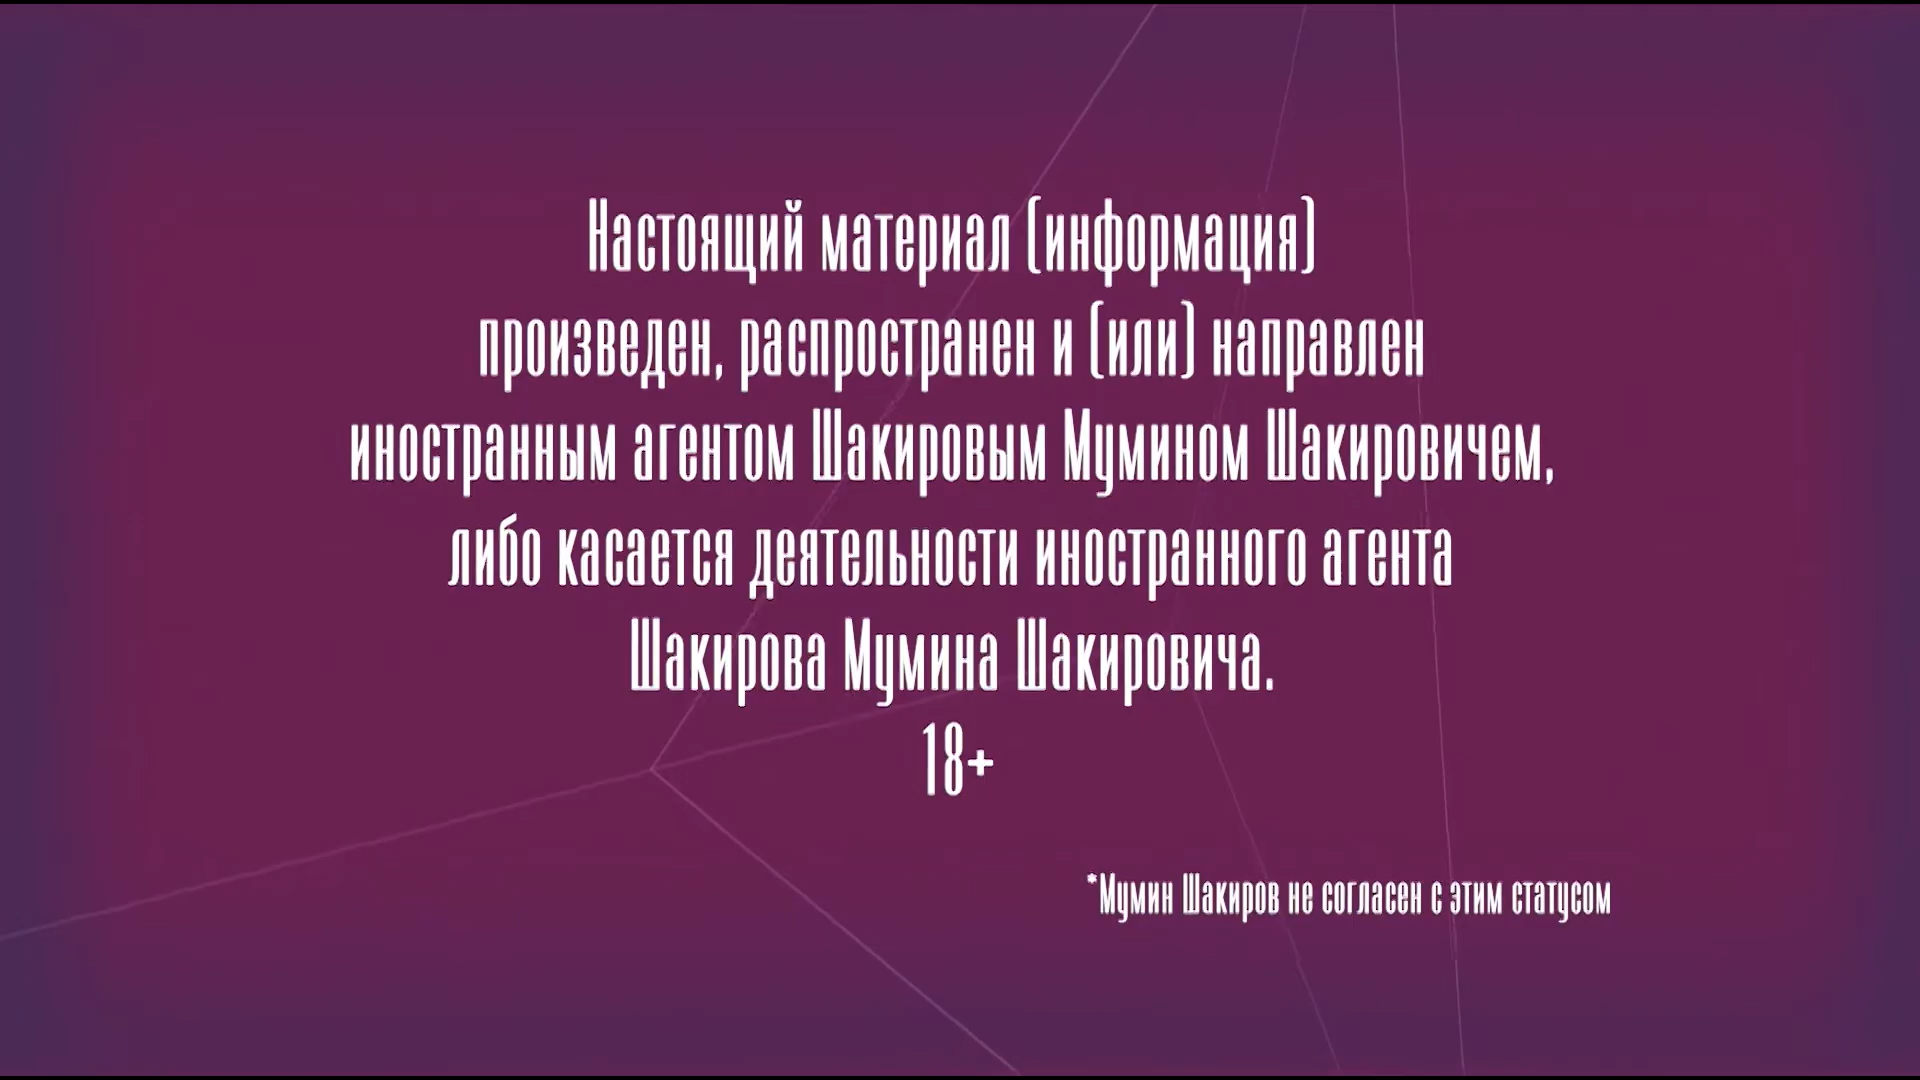 Настоящий материал (информация)
произведен, распространен и (или) направлен
иностранным агентом Шакировым Мумином Шакировичем,
либо касается деятельности иностранного агента
Шакирова Мумина Шакировича.
18+
*Мумин Шакиров не согласен с этим статусом